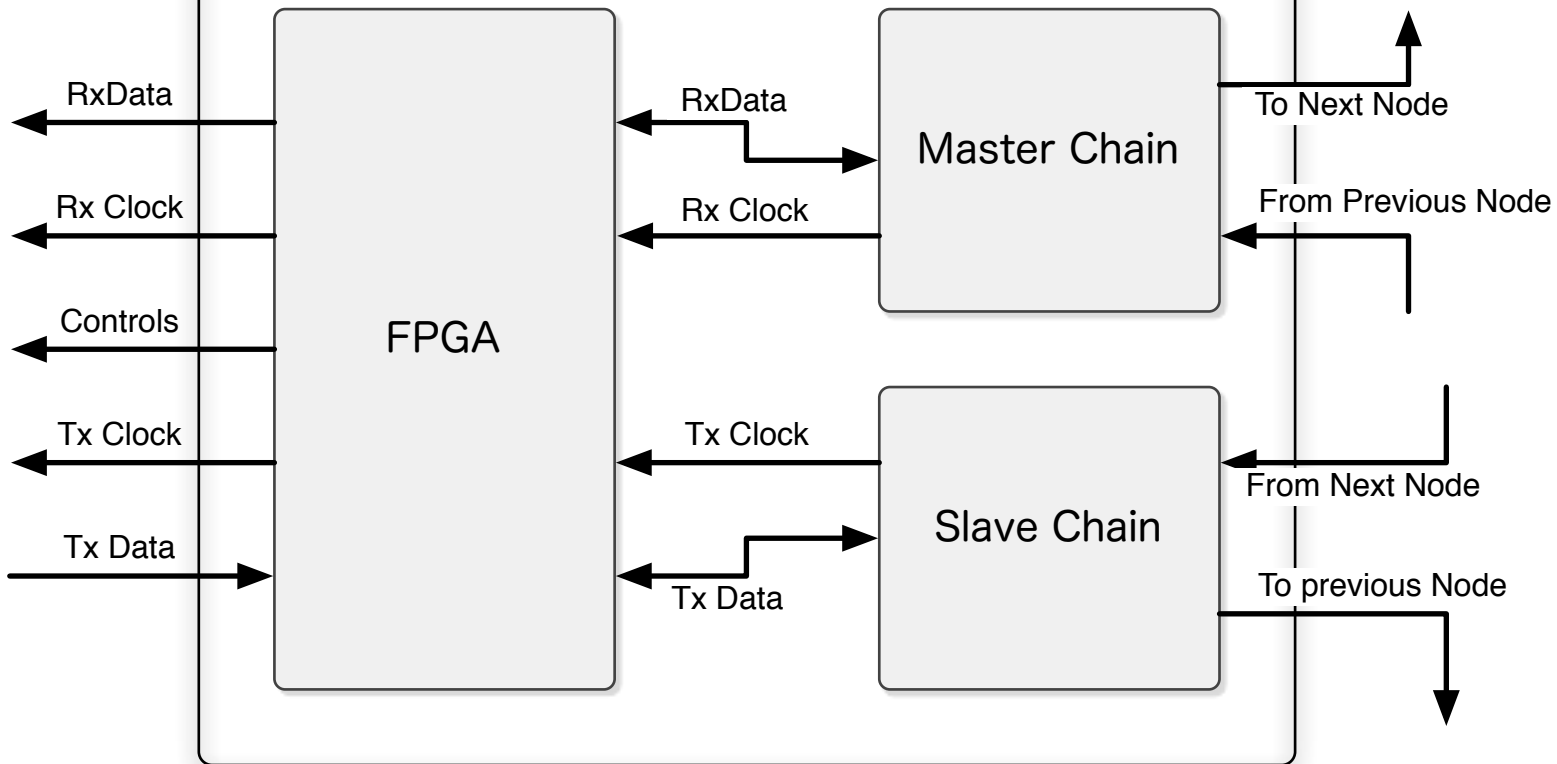 RxData
RxData
To Next Node
Master Chain
Rx Clock
Rx Clock
From Previous Node
Controls
FPGA
Tx Clock
Tx Clock
From Next Node
Slave Chain
Tx Data
Tx Data
To previous Node